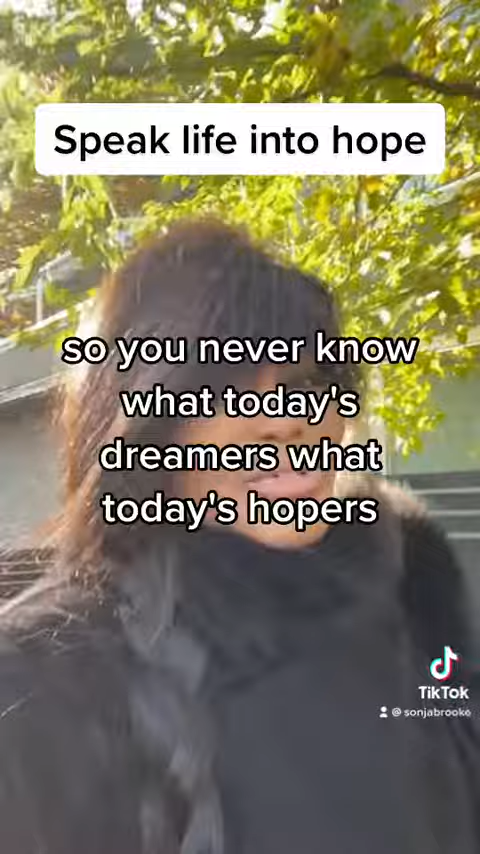 Speak life into hope
so you never know
what today's
dreamers what
today's hopers
TikTok
@ sonjabrooke